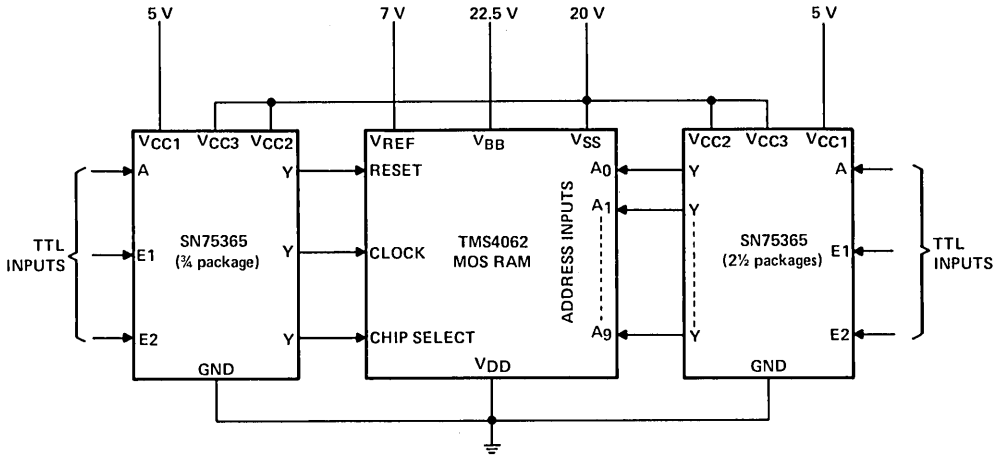 5 V
7 V
22.5 V
20 V
5 V
VCC1
VCC3
VCC2
A
Y
TTL
INPUTS
E1
SN75365
(¾ package)
Y
E2
Y
GND
VREF
VBB
VSS
RESET
A0
A1
CLOCK
TMS4062
MOS RAM
ADDRESS INPUTS
CHIP SELECT
A9
VDD
VCC2
VCC3
VCC1
Y
A
Y
SN75365
(2½ packages)
E1
TTL
INPUTS
Y
E2
GND